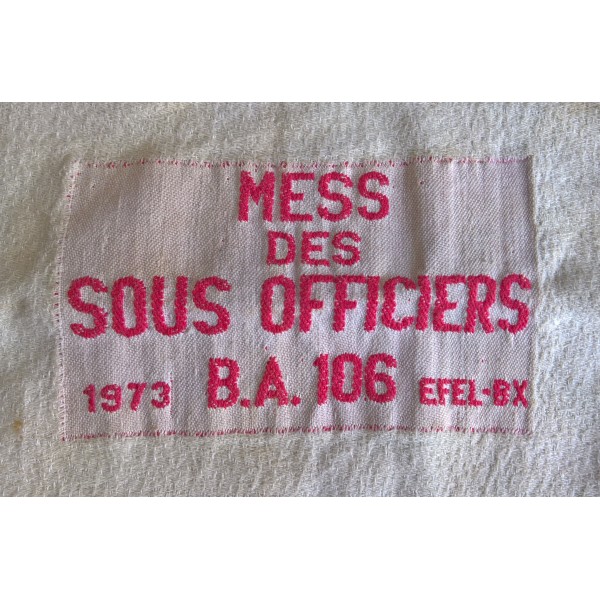 MESS
DES
SOUS OFFICIERS
1973 B.A. 106 EFEL-BX